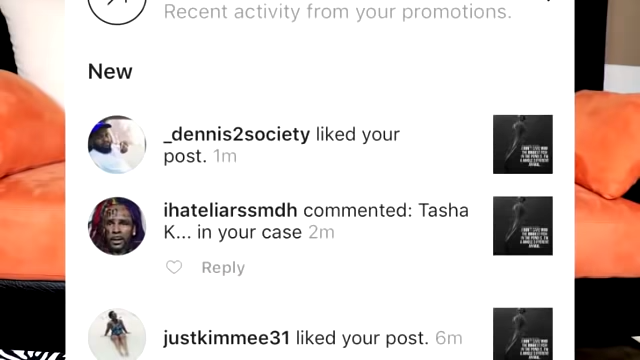 Recent activity from your promotions.
New
_dennis2society liked your
post. 1m
ihateliarssmdh commented: Tasha
K... in your case 2m
Reply
justkimmee31 liked your post. 6m